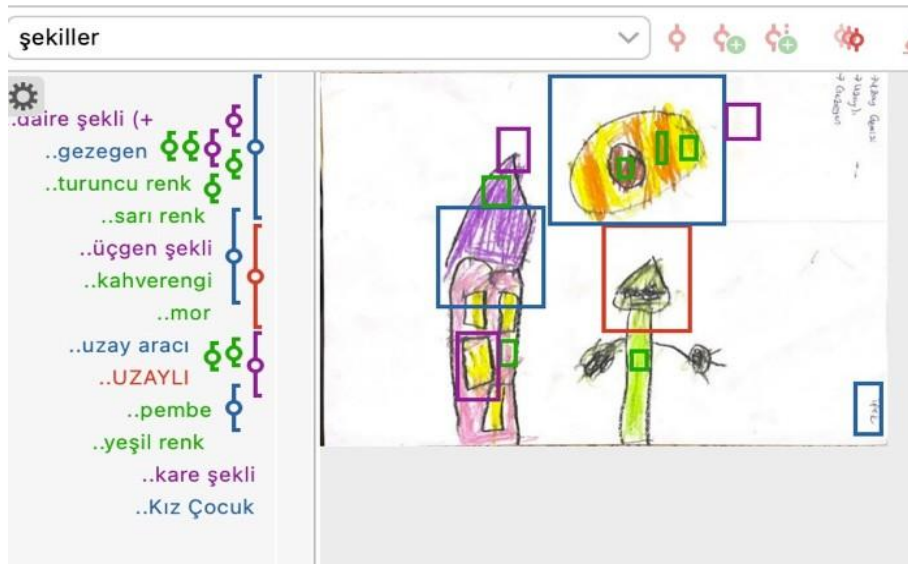 şekiller
..daire şekli (+
..gezegen
..turuncu renk
..sarı renk
..üçgen şekli
..kahverengi
..mor
..uzay aracı
..UZAYLI
..pembe
..yeşil renk
..kare şekli
..Kız Çocuk